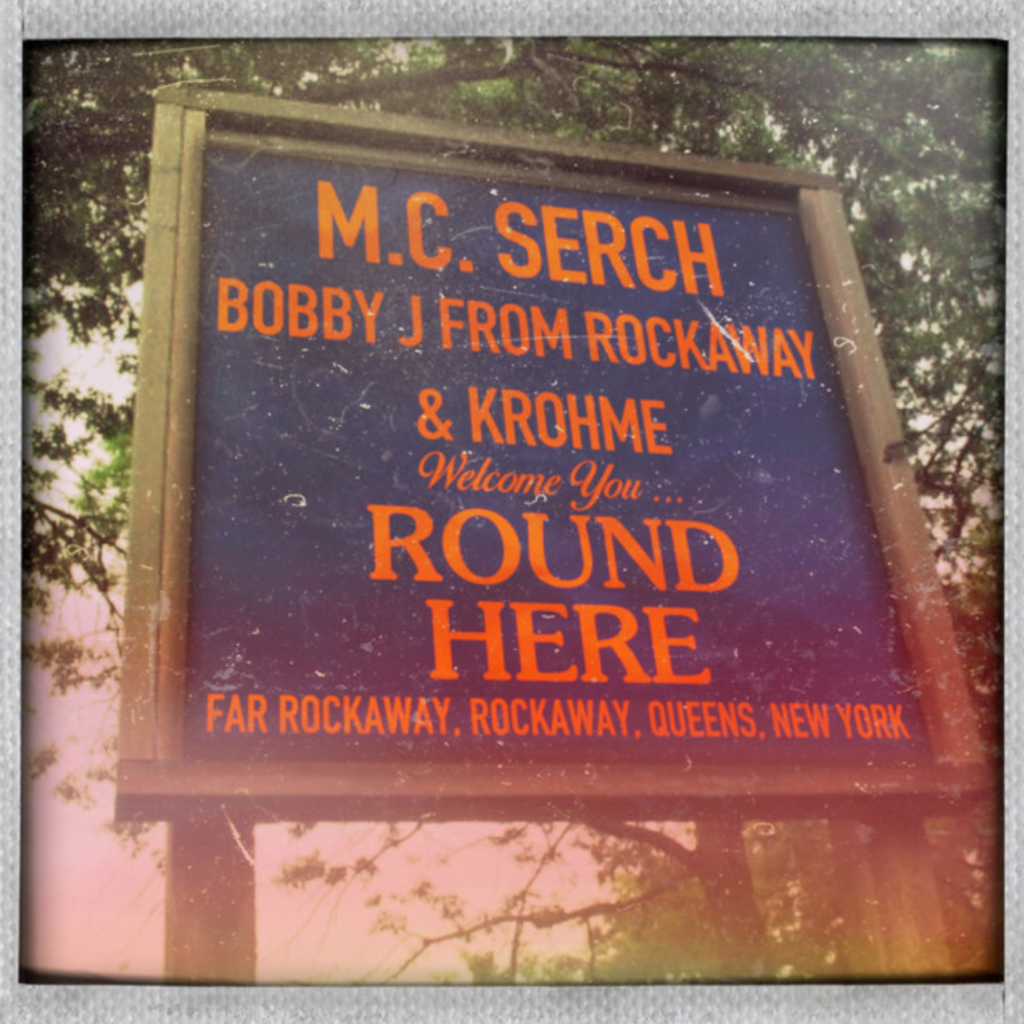 M.C. SERCH
BOBBY J FROM ROCKAWAY
& KROHME
Welcome You ...
ROUND
HERE
FAR ROCKAWAY, ROCKAWAY, QUEENS, NEW YORK